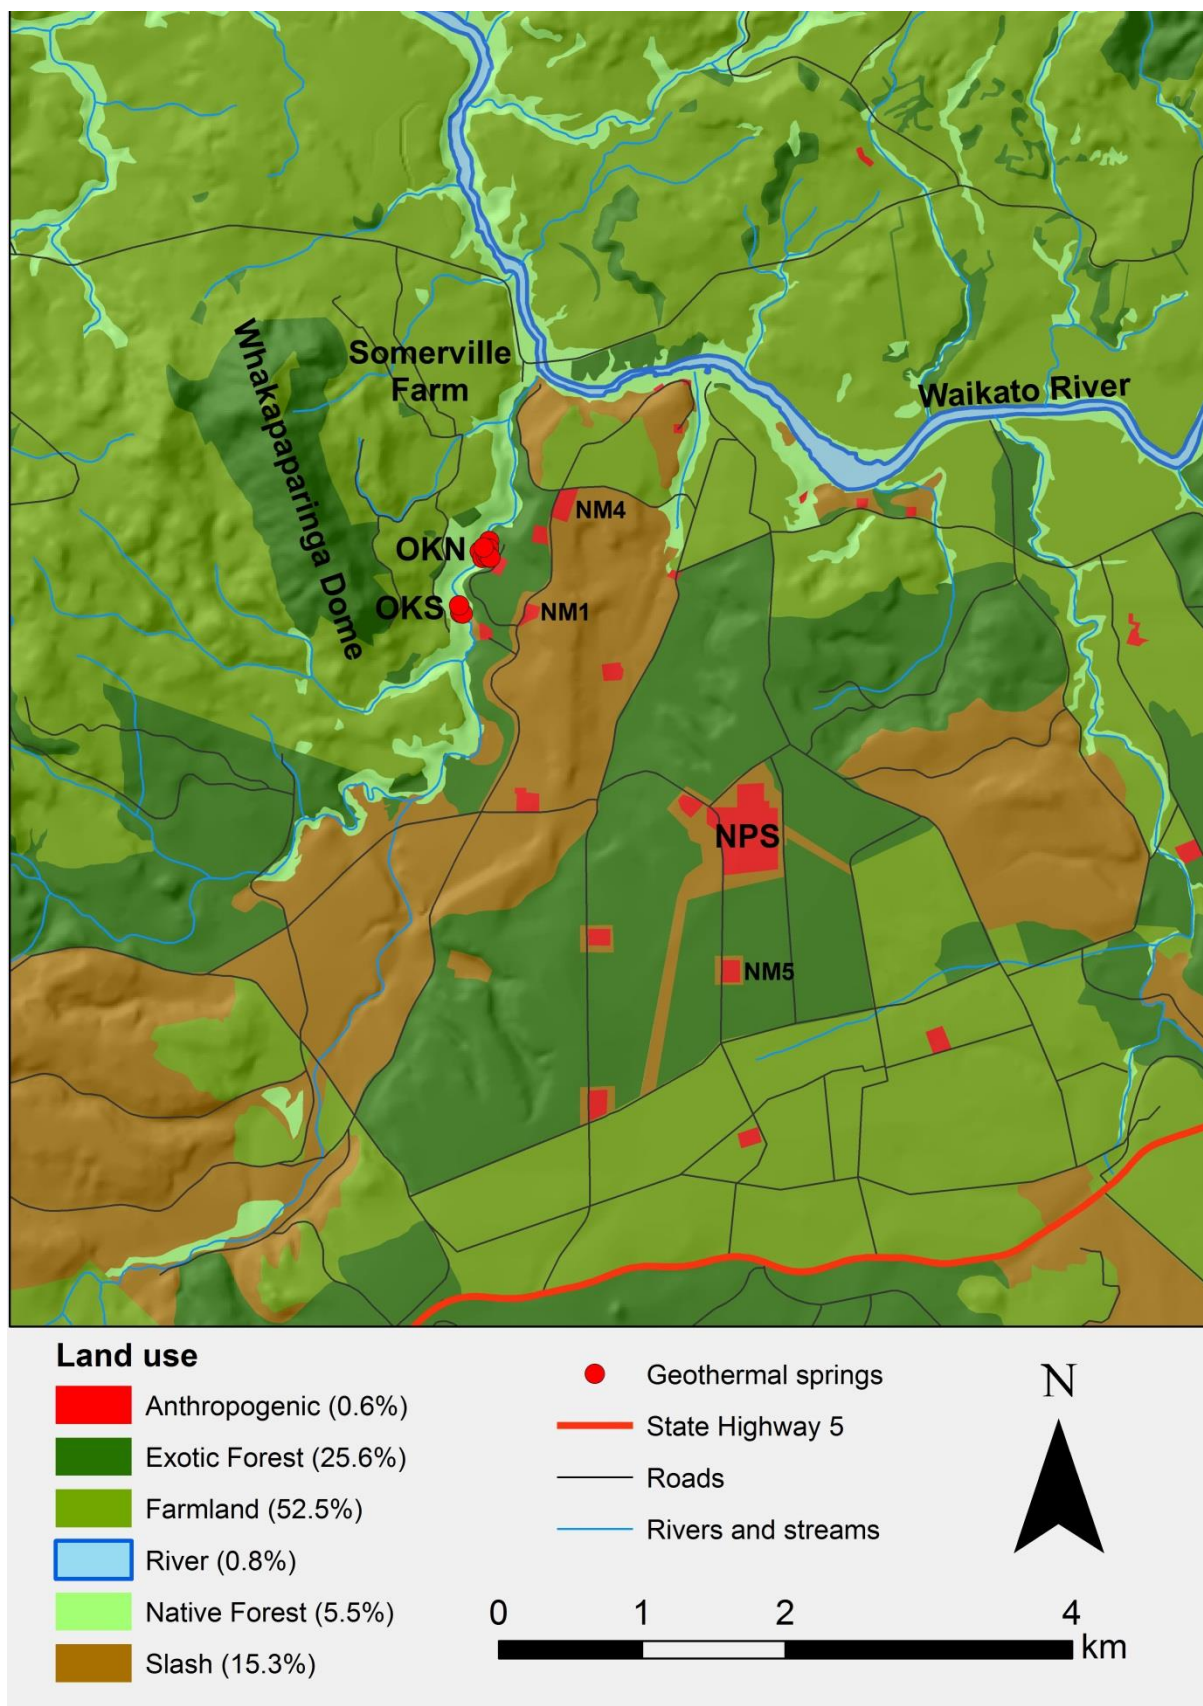 Whakapaparinga Dome
Somerville
Farm
Waikato River
NM4
OKN
OKS
NM1
NPS
NM5
Land use
Anthropogenic (0.6%)
Exotic Forest (25.6%)
Farmland (52.5%)
River (0.8%)
Native Forest (5.5%)
Slash (15.3%)
Geothermal springs
State Highway 5
Roads
Rivers and streams
N
0 1 2 4
km